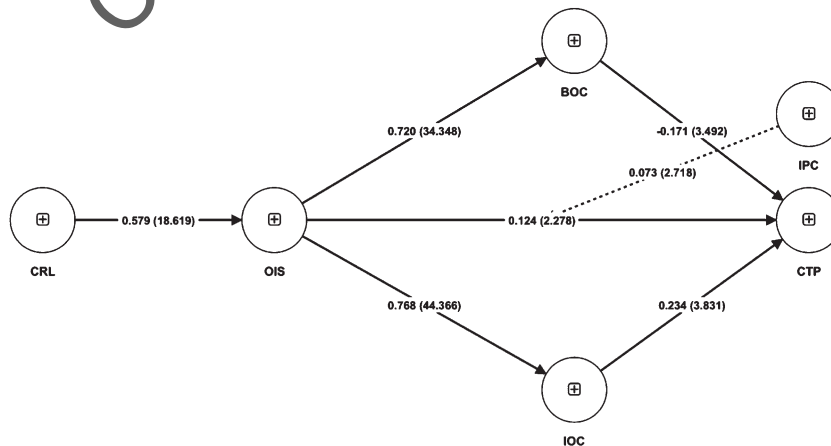 BOC
0.720 (34.348)
-0.171 (3.492)
IPC
0.073 (2.718)
0.579 (18.619)
0.124 (2.278)
CRL
OIS
CTP
0.768 (44.366)
0.234 (3.831)
IOC